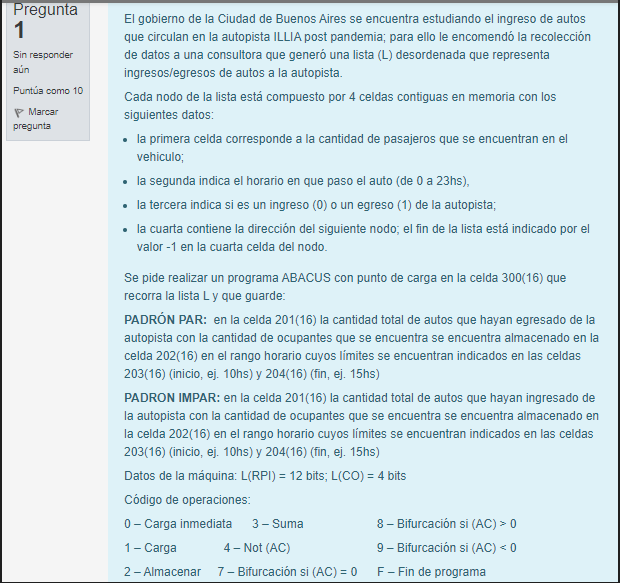 Pregunta
1
Sin responder
aún
Puntúa como 10
Marcar
pregunta
El gobierno de la Ciudad de Buenos Aires se encuentra estudiando el ingreso de autos
que circulan en la autopista ILLIA post pandemia; para ello le encomendó la recolección
de datos a una consultora que generó una lista (L) desordenada que representa
ingresos/egresos de autos a la autopista.
Cada nodo de la lista está compuesto por 4 celdas contiguas en memoria con los
siguientes datos:
• la primera celda corresponde a la cantidad de pasajeros que se encuentran en el
vehiculo;
• la segunda indica el horario en que paso el auto (de 0 a 23hs),
• la tercera indica si es un ingreso (0) o un egreso (1) de la autopista;
• la cuarta contiene la dirección del siguiente nodo; el fin de la lista está indicado por el
valor -1 en la cuarta celda del nodo.
Se pide realizar un programa ABACUS con punto de carga en la celda 300(16) que
recorra la lista L y que guarde:
PADRÓN PAR: en la celda 201(16) la cantidad total de autos que hayan egresado de la
autopista con la cantidad de ocupantes que se encuentra se encuentra almacenado en la
celda 202(16) en el rango horario cuyos límites se encuentran indicados en las celdas
203(16) (inicio, ej. 10hs) y 204(16) (fin, ej. 15hs)
PADRON IMPAR: en la celda 201(16) la cantidad total de autos que hayan ingresado de
la autopista con la cantidad de ocupantes que se encuentra se encuentra almacenado en
la celda 202(16) en el rango horario cuyos límites se encuentran indicados en las celdas
203(16) (inicio, ej. 10hs) y 204(16) (fin, ej. 15hs)
Datos de la máquina: L(RPI) = 12 bits; L(CO) = 4 bits
Código de operaciones:
0 – Carga inmediata 3 – Suma 8 – Bifurcación si (AC) > 0
1 – Carga 4 – Not (AC) 9 – Bifurcación si (AC) < 0
2 – Almacenar 7 – Bifurcación si (AC) = 0 F – Fin de programa